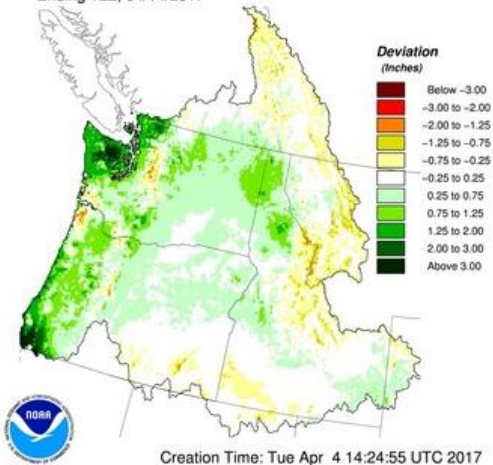 Deviation
(Inches)
Below −3.00
−3.00 to −2.00
−2.00 to −1.25
−1.25 to −0.75
−0.75 to −0.25
−0.25 to 0.25
0.25 to 0.75
0.75 to 1.25
1.25 to 2.00
2.00 to 3.00
Above 3.00
NOAA
Creation Time: Tue Apr 4 14:24:55 UTC 2017